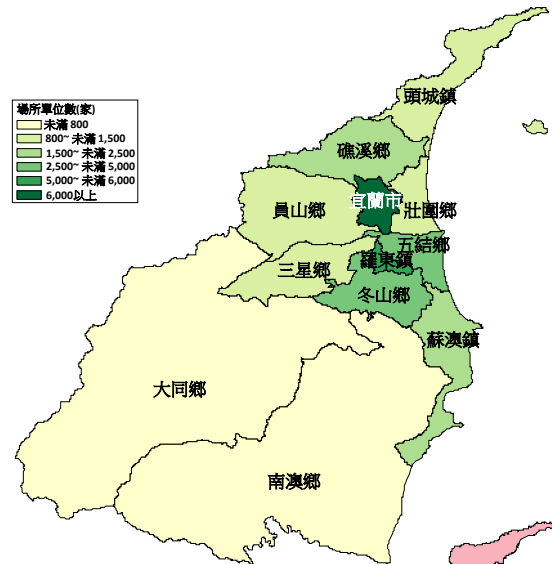 場所單位數(家)
未滿 800
800~ 未滿 1,500
1,500~ 未滿 2,500
2,500~ 未滿 5,000
5,000~ 未滿 6,000
6,000以上
頭城鎮
礁溪鄉
宜蘭市
員山鄉
壯圍鄉
五結鄉
羅東鎮
三星鄉
冬山鄉
蘇澳鎮
大同鄉
南澳鄉